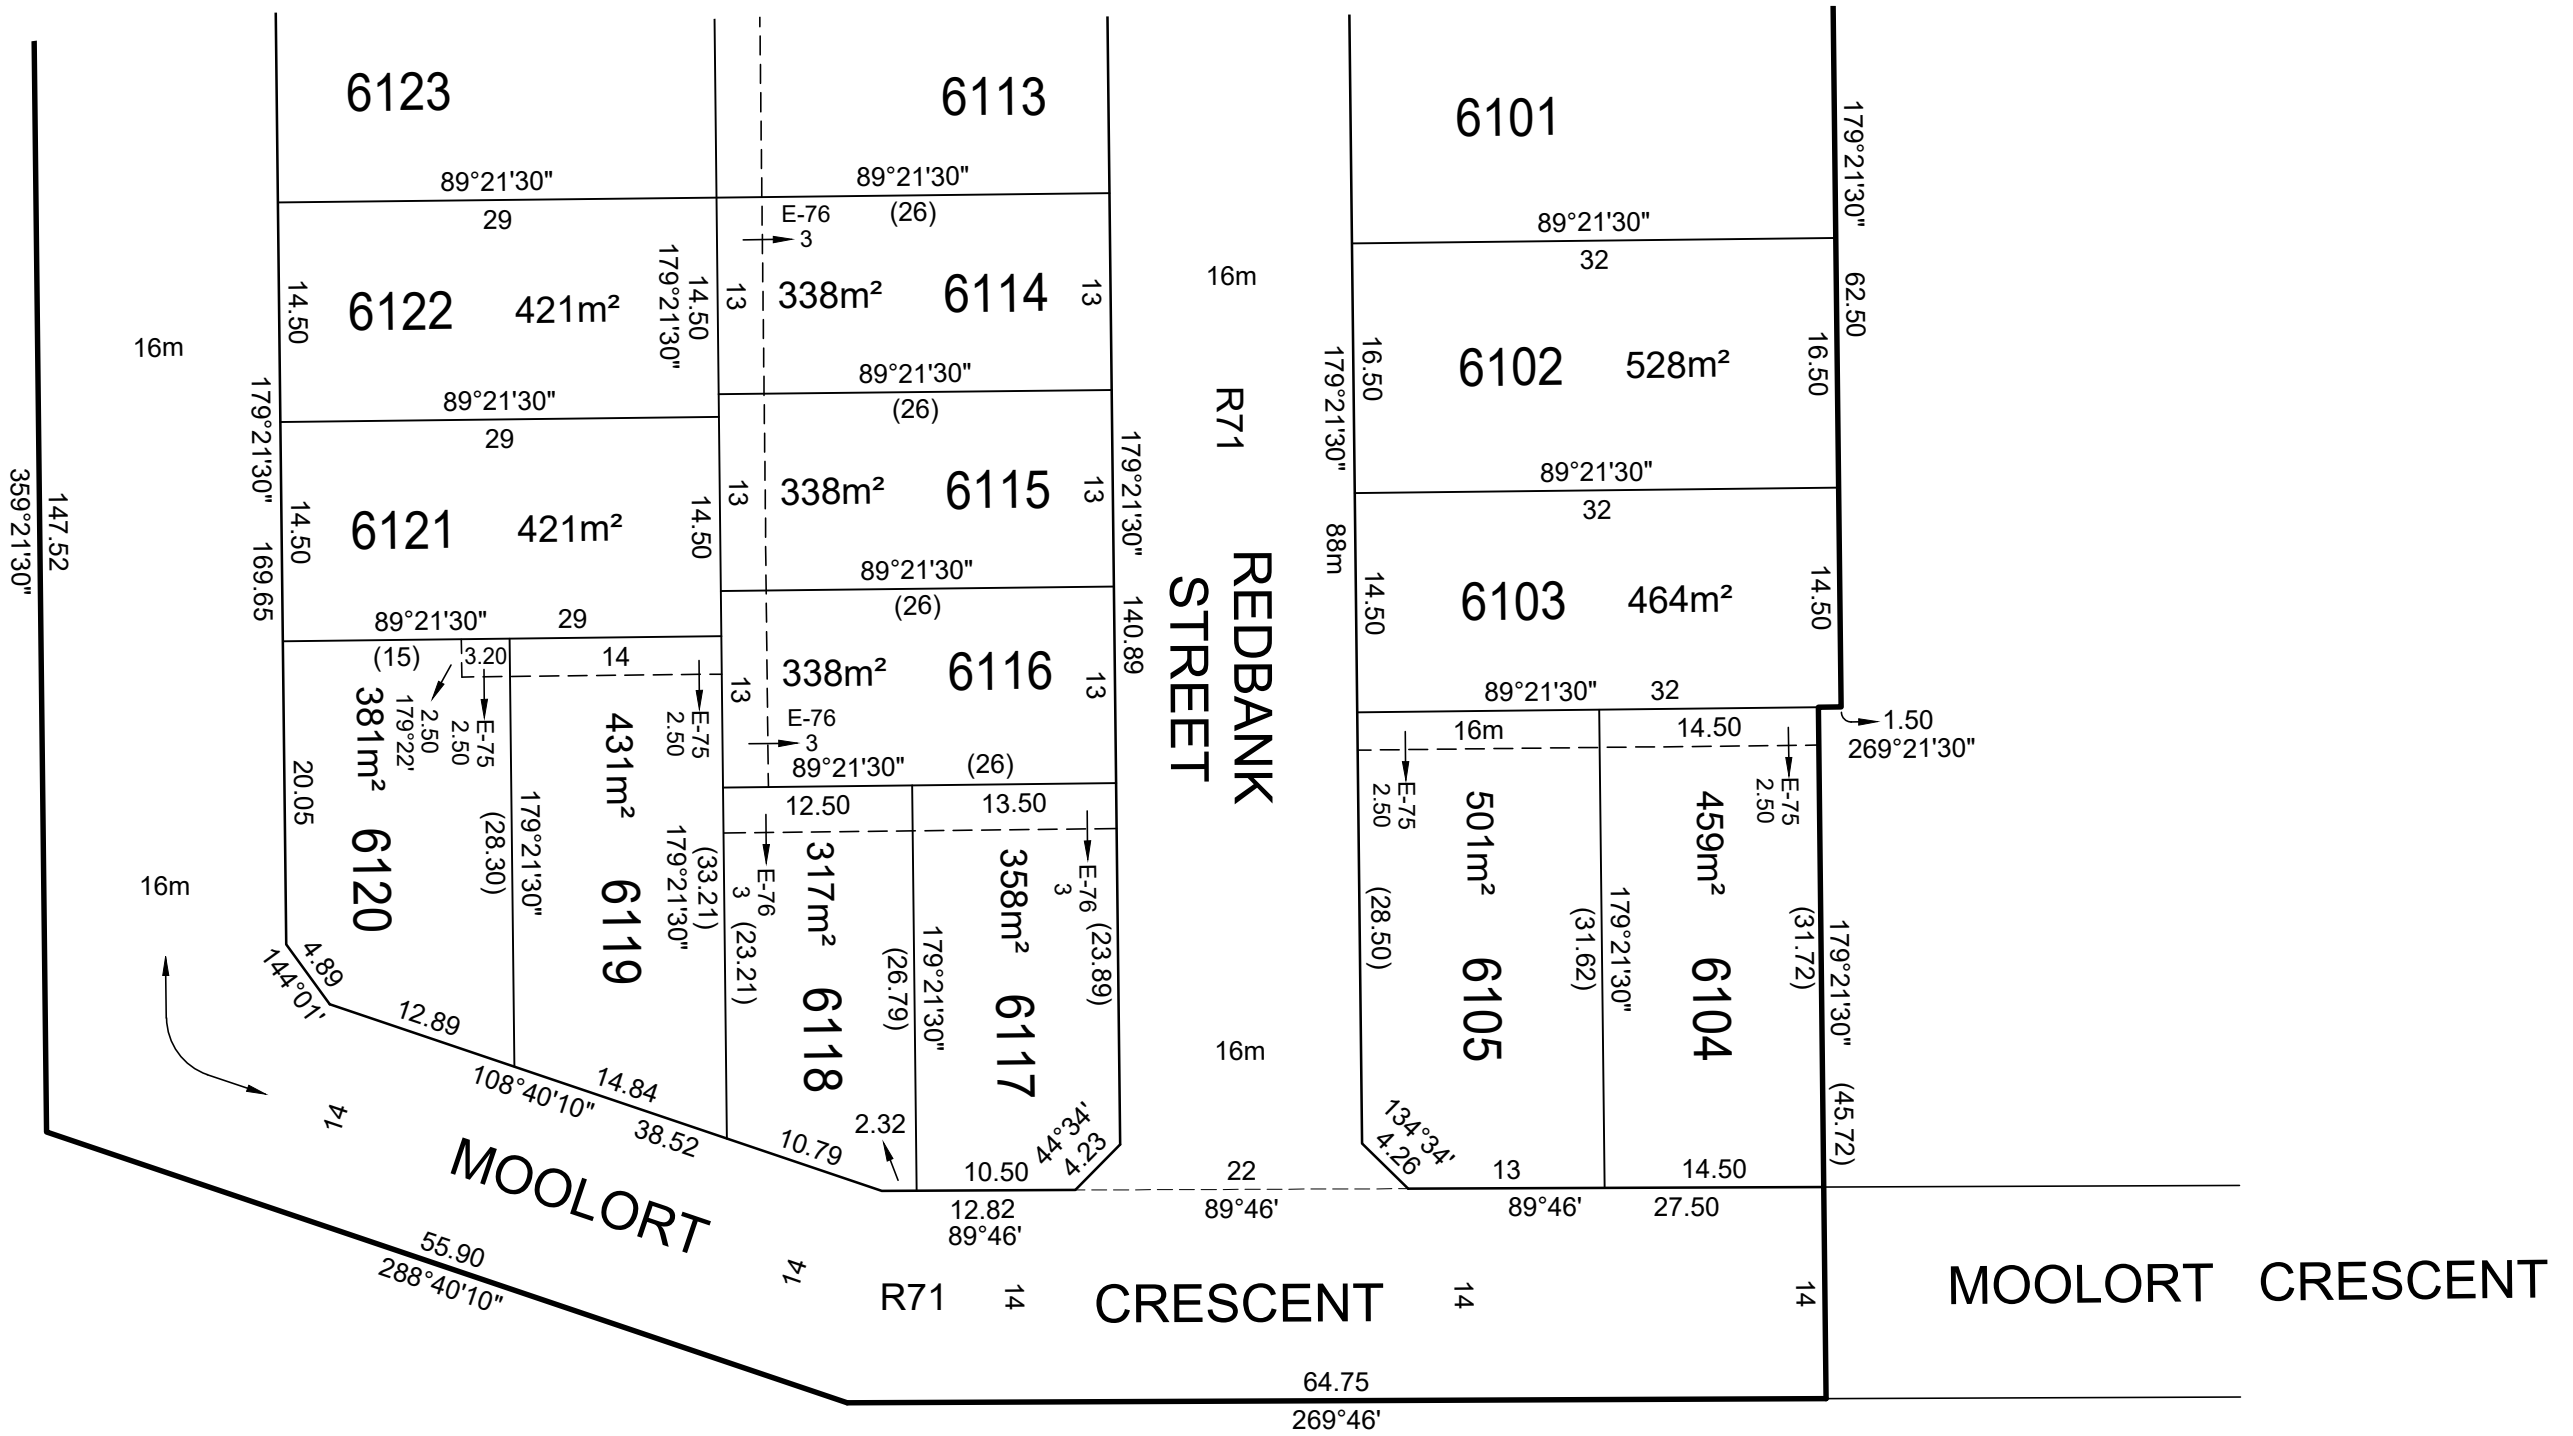 6123
6113
6101
89°21'30"
89°21'30"
179°21'30" 62.50
29
E-76
3
(26)
89°21'30"
32
14.50
6122 421m²
179°21'30"
14.50
13
338m² 6114
13
16m
16m
89°21'30"
29
89°21'30"
(26)
R71
179°21'30" 88m
16.50
6102 528m²
16.50
359°21'30"
147.52
179°21'30" 169.65
14.50
6121 421m²
14.50
13
338m² 6115
13
179°21'30" 140.89
89°21'30"
32
89°21'30"
(26)
REDBANK
STREET
14.50
6103 464m²
14.50
89°21'30" 29
(15)
3.20
14
13
338m² 6116
13
E-76
3
89°21'30" (26)
89°21'30" 32
1.50
269°21'30"
2.50
179°22'
E-75
2.50
E-75
2.50
16m
14.50
E-75
2.50
E-75
2.50
20.05
381m² 6120
(28.30)
179°21'30"
431m² 6119
(33.21)
179°21'30"
12.50
13.50
E-76
3
(23.21)
317m² 6118
(26.79)
179°21'30"
358m² 6117
E-76
3
(23.89)
(28.50)
501m² 6105
(31.62)
179°21'30"
459m² 6104
(31.72)
179°21'30" (45.72)
16m
4.89
144°01'
12.89
16m
108°40'10"
14.84
38.52
14
10.79
2.32
10.50
44°34'
4.23
22
134°34'
4.26
13
14.50
12.82
89°46'
89°46'
89°46' 27.50
MOOLORT
55.90
288°40'10"
14
R71
14
CRESCENT
14
14
MOOLORT CRESCENT
64.75
269°46'